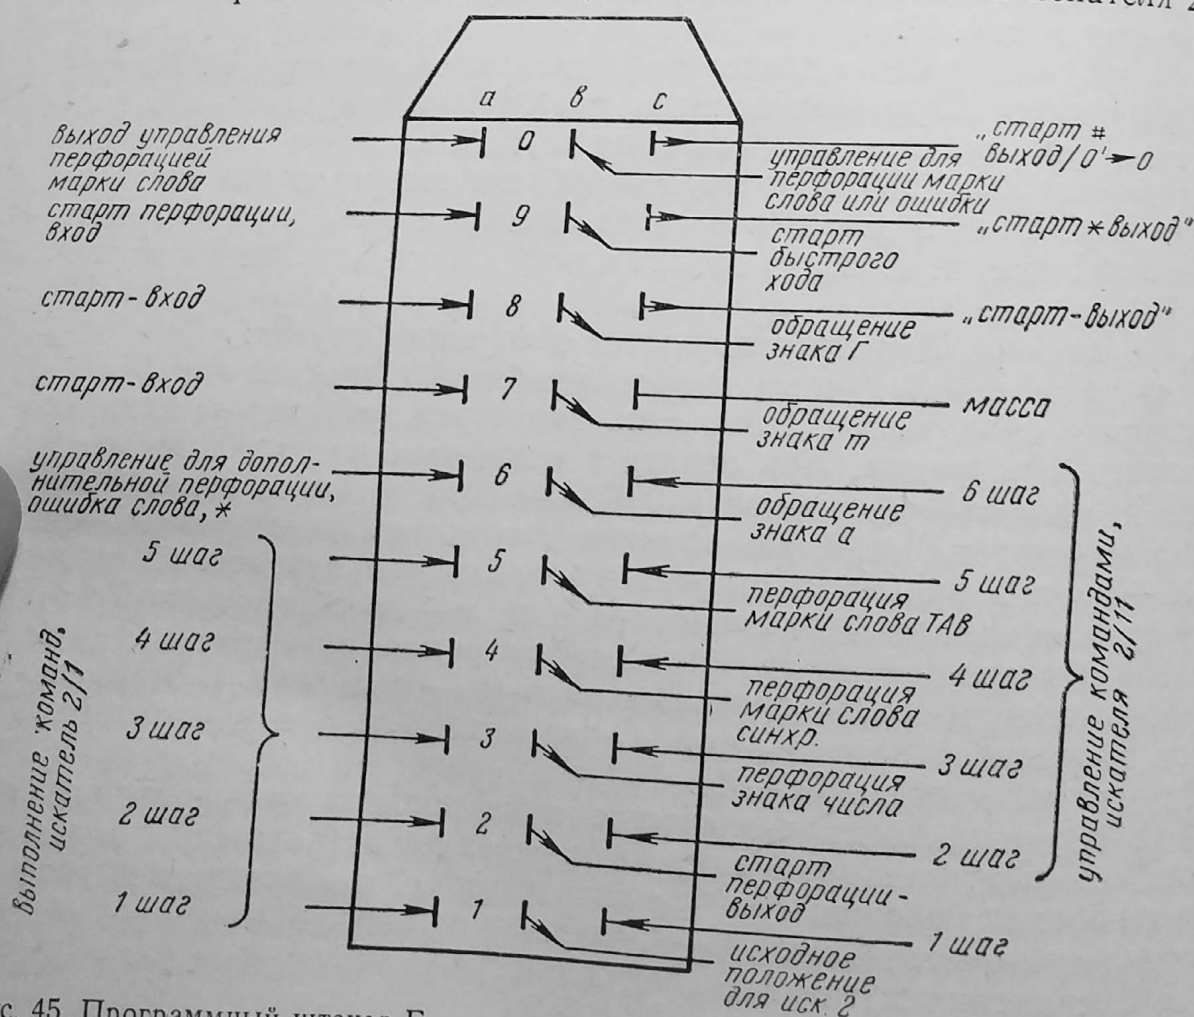 a b c
выход управления
перфорацией
марки слова
0
„старт #
выход/0'→0
управление для
перфорации марки
слова или ошибки
старт перфорации,
вход
9
„старт * выход"
старт
быстрого
хода
старт-вход
8
„старт-выход"
обращение
знака Г
старт-вход
7
масса
обращение
знака т
управление для допол-
нительной перфорации,
ошибка слова, *
6
6 шаг
обращение
знака а
5 шаг
5
5 шаг
перфорация
марки слова ТАВ
4 шаг
4
4 шаг
перфорация
марки слова
синхр.
3 шаг
3
3 шаг
перфорация
знака числа
2 шаг
2
2 шаг
старт
перфорации-
выход
1 шаг
1
1 шаг
исходное
положение
для иск. 2
выполнение команд,
искатель 2/1
управление командами,
искателя 2/11
с. 45. Программный